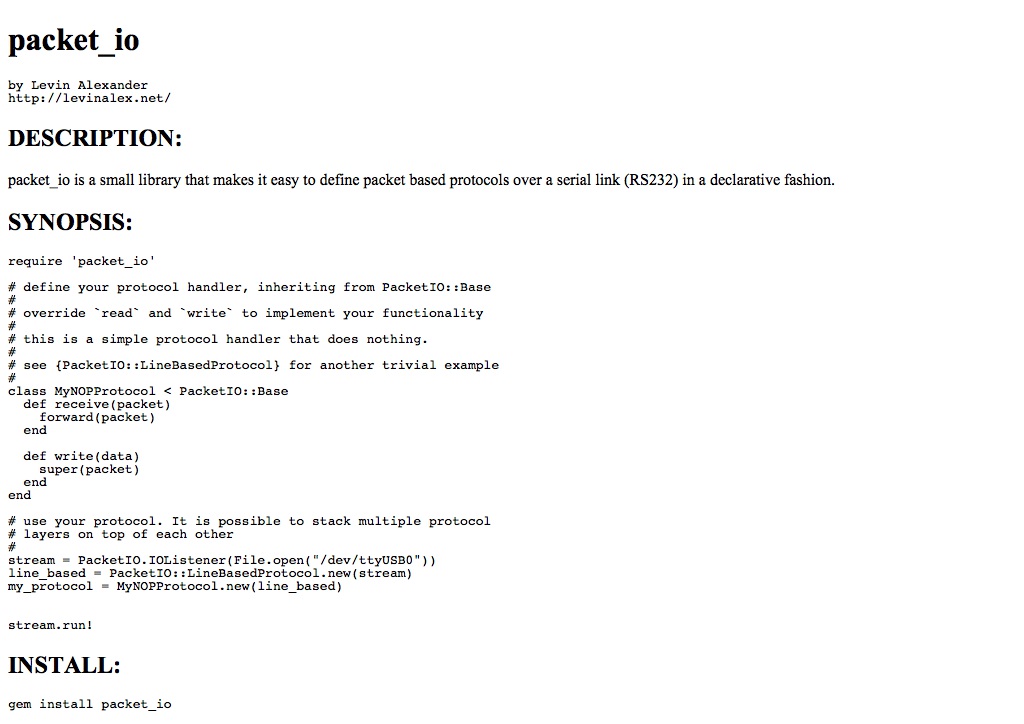 packet_io
by Levin Alexander
http://levinalex.net/
DESCRIPTION:
packet_io is a small library that makes it easy to define packet based protocols over a serial link (RS232) in a declarative fashion.
SYNOPSIS:
require 'packet_io'
# define your protocol handler, inheriting from PacketIO::Base
#
# override `read` and `write` to implement your functionality
#
# this is a simple protocol handler that does nothing.
#
# see {PacketIO::LineBasedProtocol} for another trivial example
#
class MyNOPProtocol < PacketIO::Base
  def receive(packet)
    forward(packet)
  end
  def write(data)
    super(packet)
  end
end
# use your protocol. It is possible to stack multiple protocol
# layers on top of each other
#
stream = PacketIO.IOListener(File.open("/dev/ttyUSB0"))
line_based = PacketIO::LineBasedProtocol.new(stream)
my_protocol = MyNOPProtocol.new(line_based)
stream.run!
INSTALL:
gem install packet_io